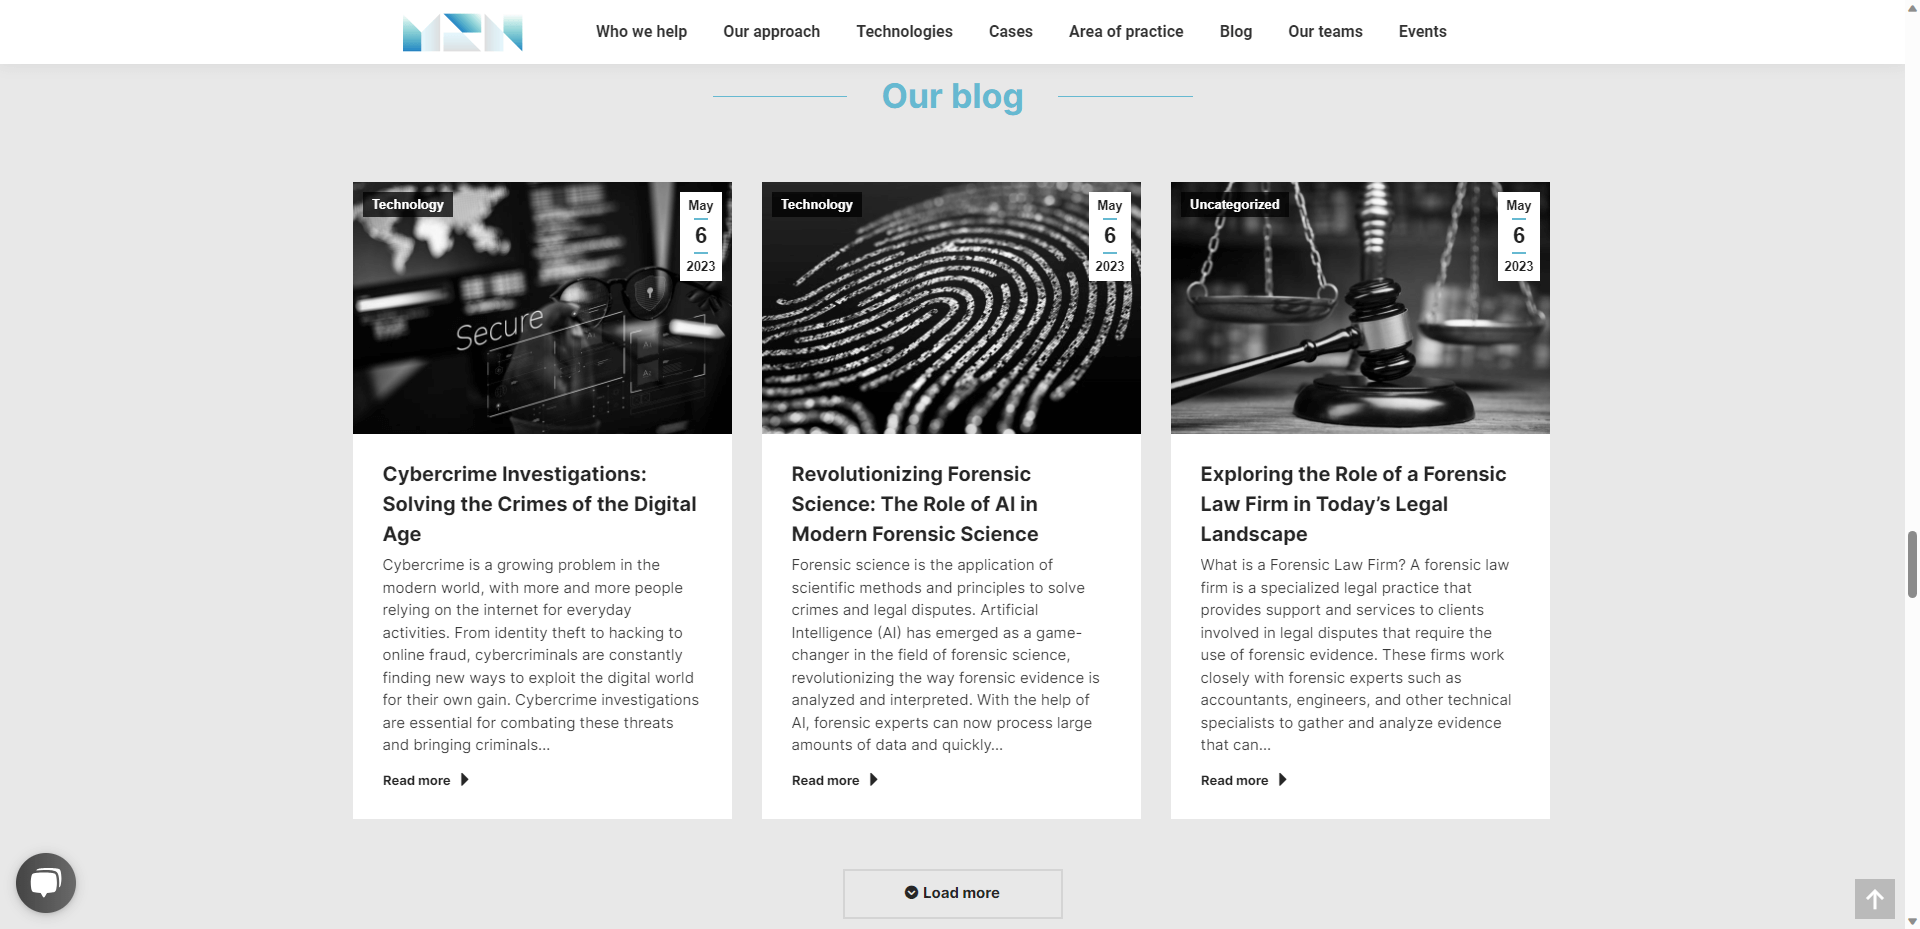 MZN
Who we help
Our approach
Technologies
Cases
Area of practice
Blog
Our teams
Events
Our blog
Technology
May
6
2023
Secure
Cybercrime Investigations:
Solving the Crimes of the Digital
Age
Cybercrime is a growing problem in the
modern world, with more and more people
relying on the internet for everyday
activities. From identity theft to hacking to
online fraud, cybercriminals are constantly
finding new ways to exploit the digital world
for their own gain. Cybercrime investigations
are essential for combating these threats
and bringing criminals...
Read more
Technology
May
6
2023
Revolutionizing Forensic
Science: The Role of AI in
Modern Forensic Science
Forensic science is the application of
scientific methods and principles to solve
crimes and legal disputes. Artificial
Intelligence (AI) has emerged as a game-
changer in the field of forensic science,
revolutionizing the way forensic evidence is
analyzed and interpreted. With the help of
AI, forensic experts can now process large
amounts of data and quickly...
Read more
Uncategorized
May
6
2023
Exploring the Role of a Forensic
Law Firm in Today’s Legal
Landscape
What is a Forensic Law Firm? A forensic law
firm is a specialized legal practice that
provides support and services to clients
involved in legal disputes that require the
use of forensic evidence. These firms work
closely with forensic experts such as
accountants, engineers, and other technical
specialists to gather and analyze evidence
that can...
Read more
Load more